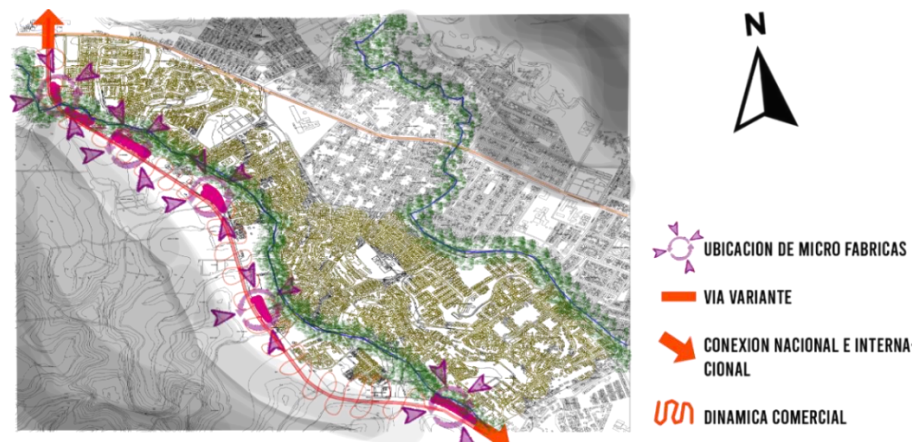 N
UBICACION DE MICRO FABRICAS
VIA VARIANTE
CONEXION NACIONAL E INTERNA-
CIONAL
DINAMICA COMERCIAL